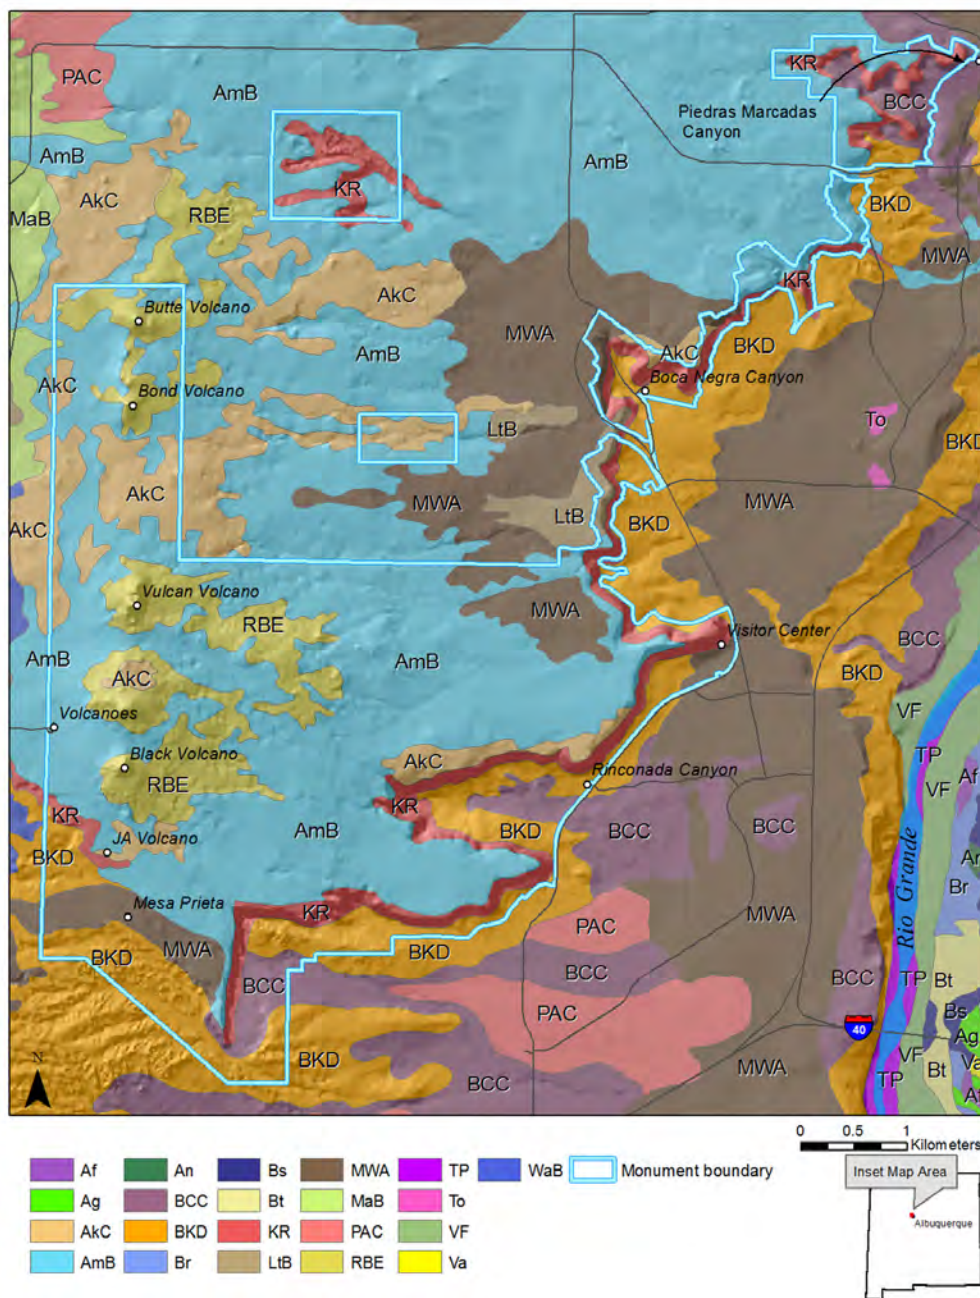 PAC
KR
AmB
BCC
Piedras Marcadas
Canyon
AmB
AmB
AkC
KR
RBE
BKD
MaB
MWA
KR
AkC
Butte Volcano
MWA
BKD
AmB
AkC
AkC
Boca Negra Canyon
Bond Volcano
To
LtB
BKD
AkC
MWA
MWA
LtB
BKD
AkC
Vulcan Volcano
MWA
RBE
Visitor Center
BCC
AmB
AmB
AkC
BKD
VF
Volcanoes
TP
Black Volcano
AkC
VF
Af
RBE
Rinconada Canyon
KR
KR
AmB
BKD
BCC
BCC
JA Volcano
BKD
An
Br
Mesa Prieta
KR
MWA
Rio Grande
PAC
MWA
BKD
BKD
BCC
BCC
BCC
TP
Bt
PAC
Bs
40
Ag
N
BKD
VF
Va
MWA
Bt
BCC
TP
Af
0 0.5 1
Kilometers
Af An Bs MWA TP WaB Monument boundary
Inset Map Area
Ag BCC Bt MaB To
AkC BKD KR PAC VF
Albuquerque
AmB Br LtB RBE Va